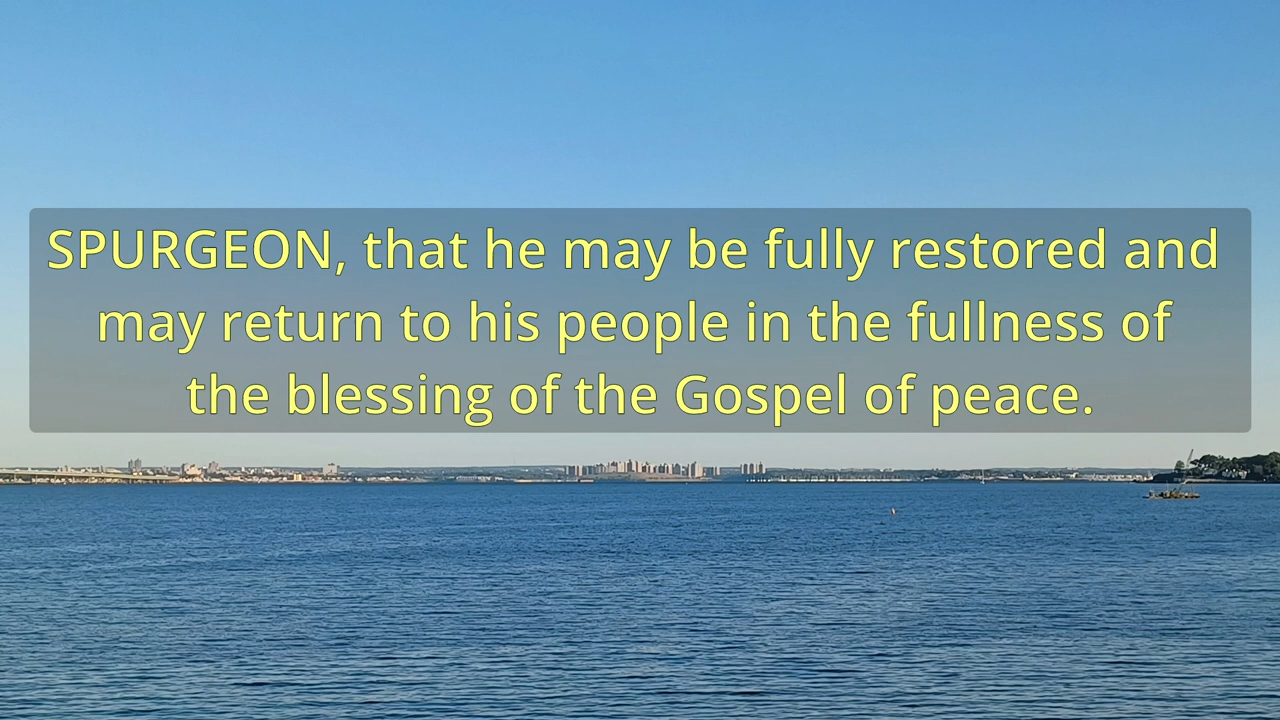 SPURGEON, that he may be fully restored and
may return to his people in the fullness of
the blessing of the Gospel of peace.